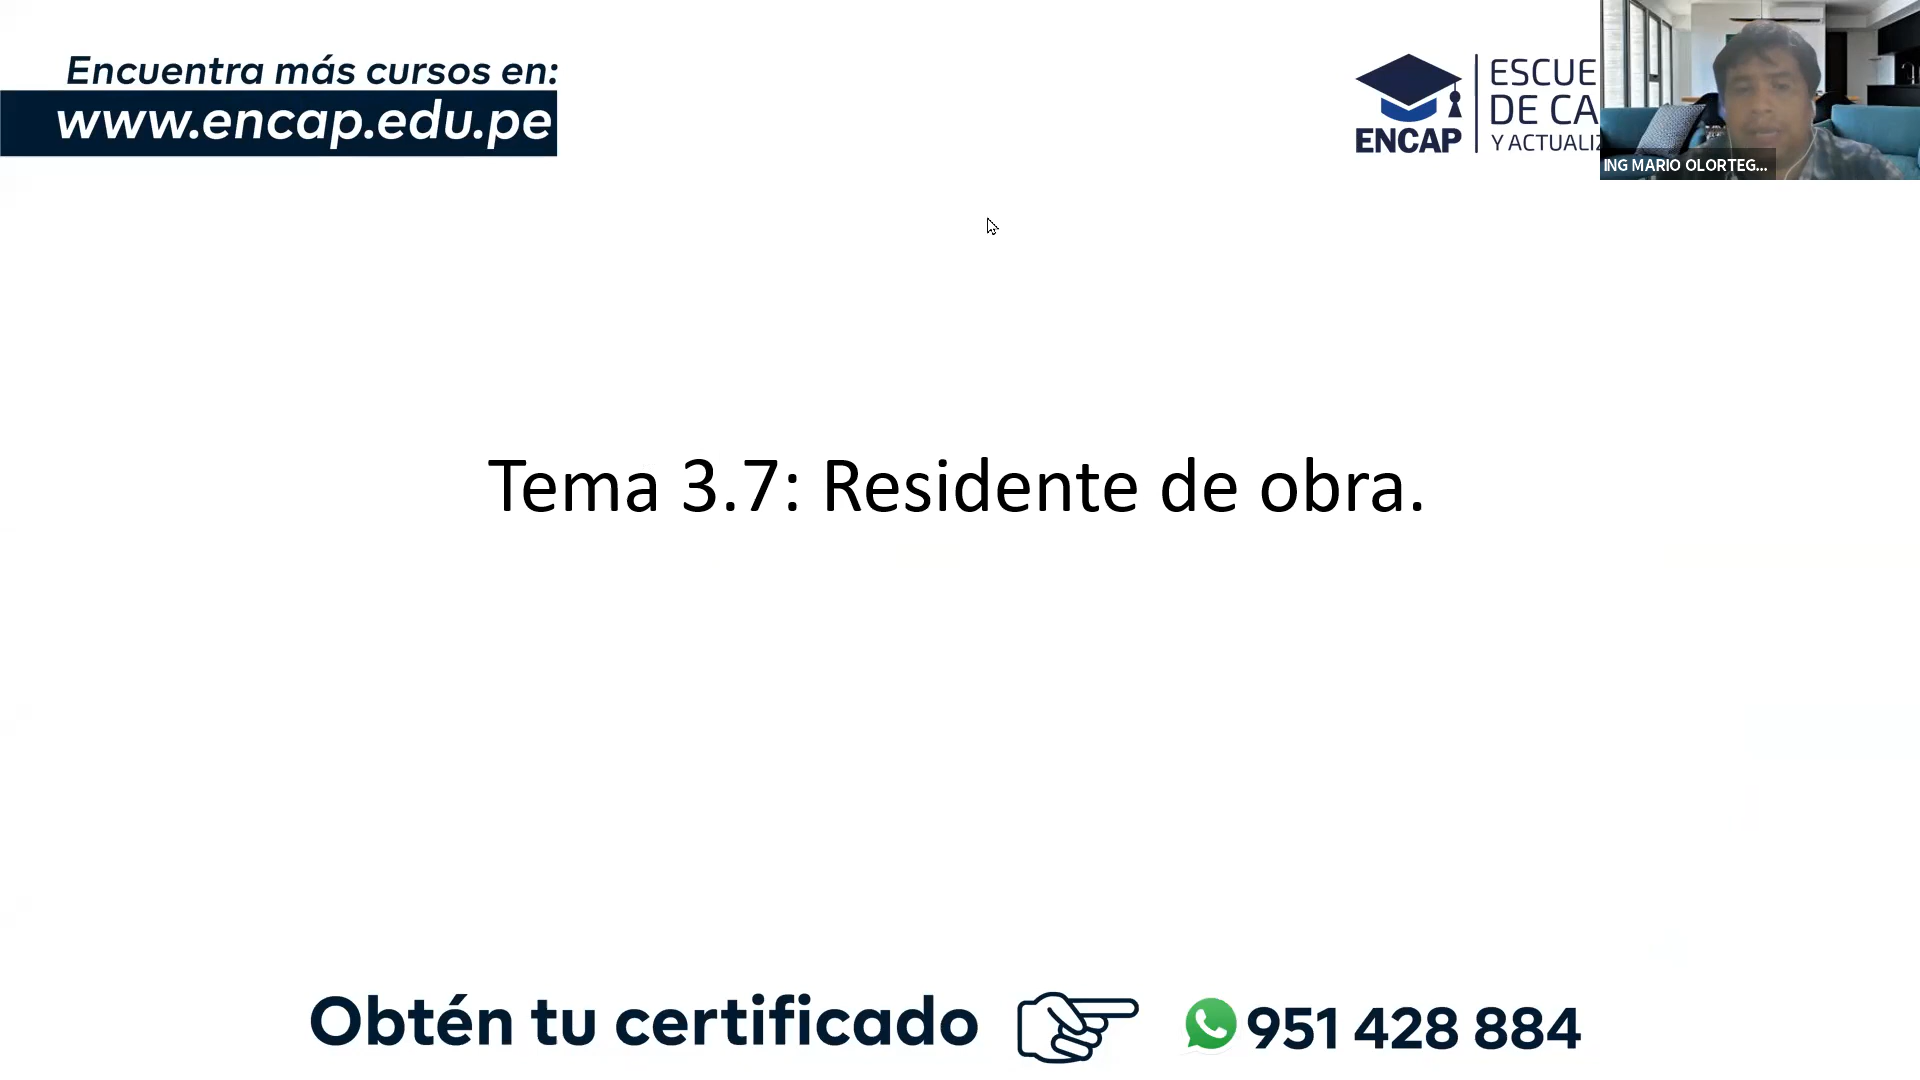 Encuentra más cursos en:
www.encap.edu.pe
ENCAP
ESCUE
DE CA
Y ACTUALIZ
ING MARIO OLORTEG...
Tema 3.7: Residente de obra.
Obtén tu certificado
951 428 884